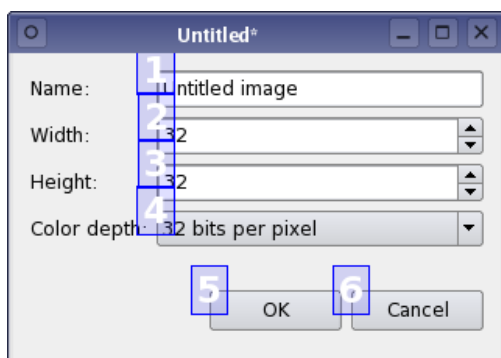 Untitled*
Name: Untitled image
1
Width: 32
2
Height: 32
3
Color depth: 32 bits per pixel
4
5 OK 6 Cancel